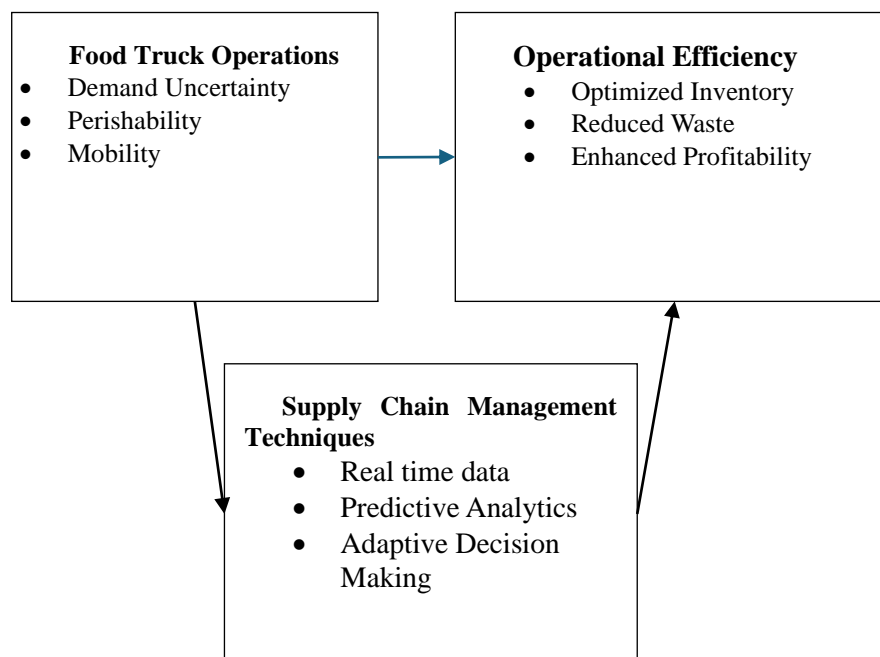 Food Truck Operations
• Demand Uncertainty
• Perishability
• Mobility
Operational Efficiency
• Optimized Inventory
• Reduced Waste
• Enhanced Profitability
Supply Chain Management
Techniques
• Real time data
• Predictive Analytics
• Adaptive Decision
Making